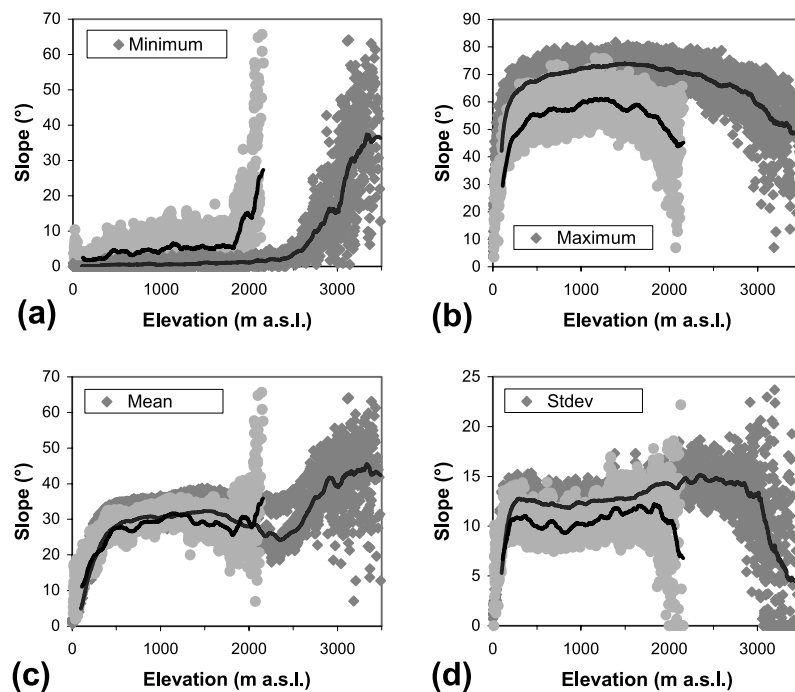 70
60
50
40
30
20
10
0
Slope (°)
Minimum
0 1000 2000 3000
Elevation (m a.s.l.)
(a)
90
80
70
60
50
40
30
20
10
0
Slope (°)
Maximum
0 1000 2000 3000
Elevation (m a.s.l.)
(b)
70
60
50
40
30
20
10
0
Slope (°)
Mean
0 1000 2000 3000
Elevation (m a.s.l.)
(c)
25
20
15
10
5
0
Slope (°)
Stdev
0 1000 2000 3000
Elevation (m a.s.l.)
(d)